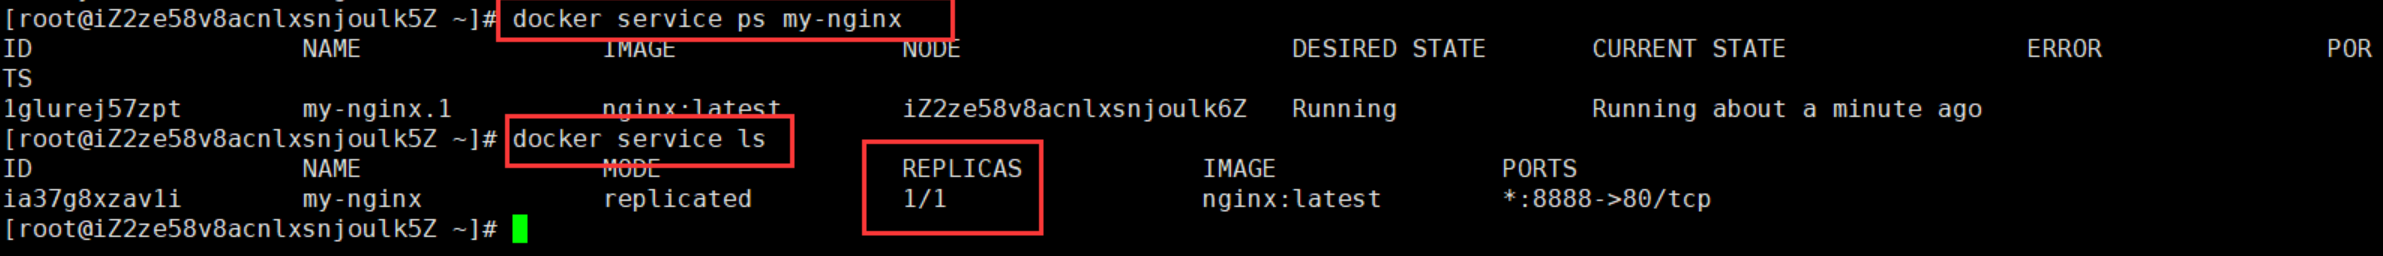 [root@iZ2ze58v8acnlxsnjoulk5Z ~]# docker service ps my-nginx
ID                  NAME                IMAGE               NODE                      DESIRED STATE       CURRENT STATE                ERROR               POR
TS
1glurej57zpt        my-nginx.1          nginx:latest        iZ2ze58v8acnlxsnjoulk6Z   Running             Running about a minute ago
[root@iZ2ze58v8acnlxsnjoulk5Z ~]# docker service ls
ID                  NAME                MODE                REPLICAS            IMAGE               PORTS
ia37g8xzav1i        my-nginx            replicated          1/1                 nginx:latest        *:8888->80/tcp
[root@iZ2ze58v8acnlxsnjoulk5Z ~]#